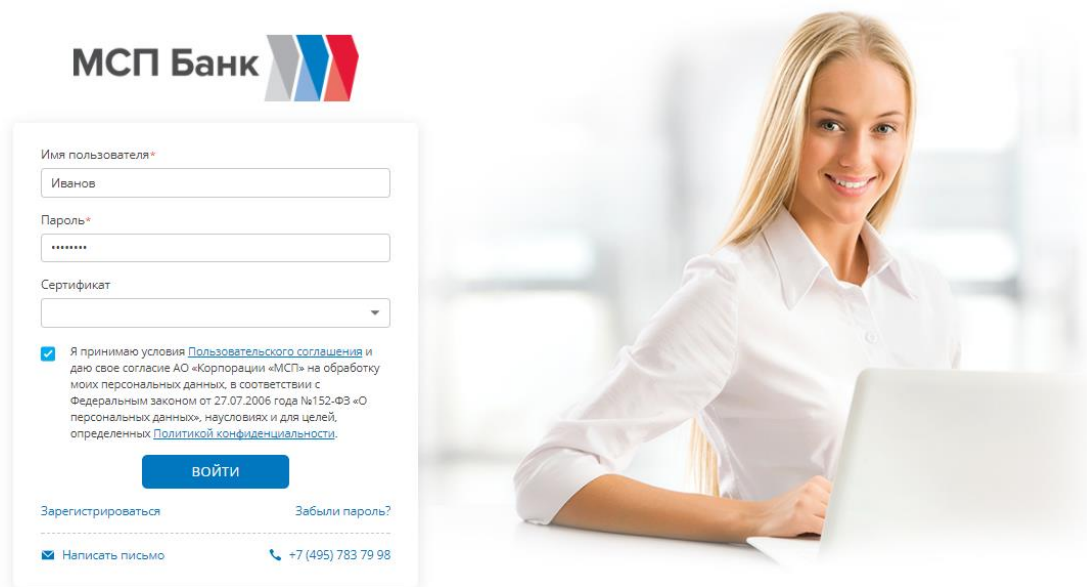 МСП Банк
Имя пользователя*
Иванов
Пароль*
••••••••
Сертификат
Я принимаю условия Пользовательского соглашения и
даю свое согласие АО «Корпорации «МСП» на обработку
моих персональных данных, в соответствии с
Федеральным законом от 27.07.2006 года №152-ФЗ «О
персональных данных», наусловиях и для целей,
определенных Политикой конфиденциальности.
ВОЙТИ
Зарегистрироваться Забыли пароль?
Написать письмо +7 (495) 783 79 98